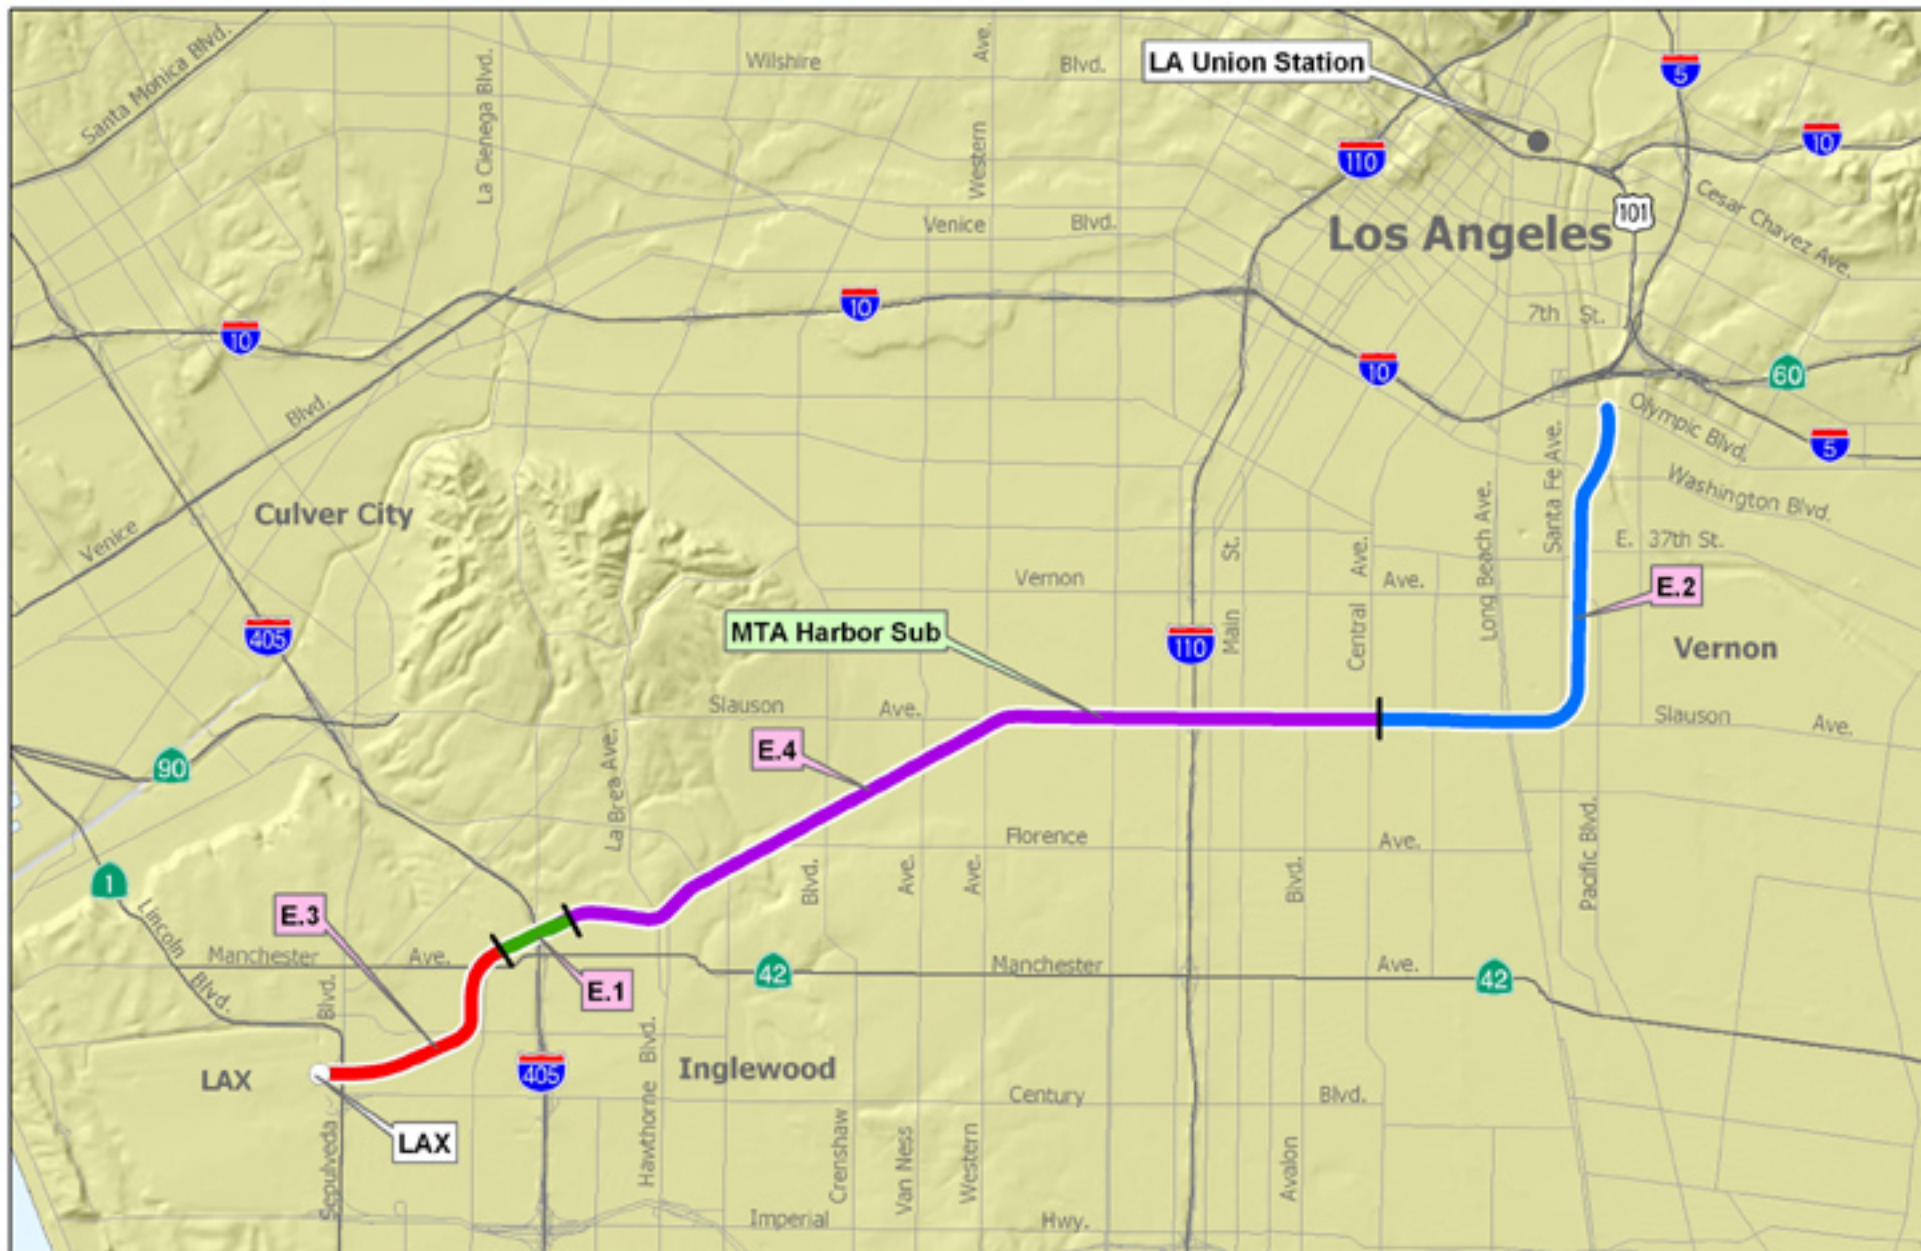 Santa Monica Blvd.
La Cienega Blvd.
Wilshire
Blvd.
Western
Ave.
LA Union Station
5
10
110
101
Cesar Chavez Ave.
Los Angeles
Venice
Blvd.
10
10
10
7th St.
60
5
Olympic Blvd.
Washington Blvd.
Santa Fe Ave.
Long Beach Ave.
E. 37th St.
Venice
Blvd.
Culver City
405
Vernon
Ave.
Main
St.
Central
Ave.
E.2
Vernon
MTA Harbor Sub
110
Slauson
Ave.
Slauson
Ave.
E.4
90
La Brea Ave.
Florence
Ave.
Pacific Blvd.
1
Lincoln
Blvd.
E.3
Manchester
Ave.
Blvd.
Blvd.
Ave.
Ave.
Blvd.
E.1
42
Manchester
Ave.
42
LAX
405
Hawthorne Blvd.
Inglewood
Century
Blvd.
LAX
Sepulveda
Crenshaw
Van Ness
Western
Avalon
Imperial
Hwy.